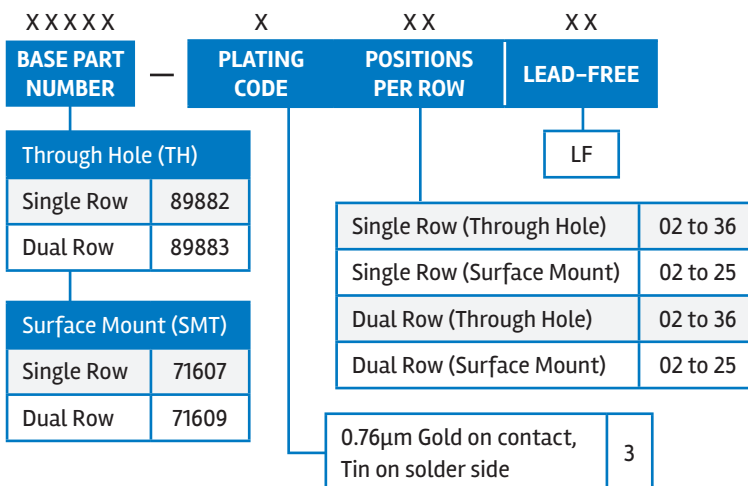 XXXXX X XX XX
BASE PART NUMBER — PLATING CODE POSITIONS PER ROW LEAD-FREE
LF
Through Hole (TH)
Single Row 89882
Dual Row 89883
Surface Mount (SMT)
Single Row 71607
Dual Row 71609
Single Row (Through Hole) 02 to 36
Single Row (Surface Mount) 02 to 25
Dual Row (Through Hole) 02 to 36
Dual Row (Surface Mount) 02 to 25
0.76µm Gold on contact,
Tin on solder side 3